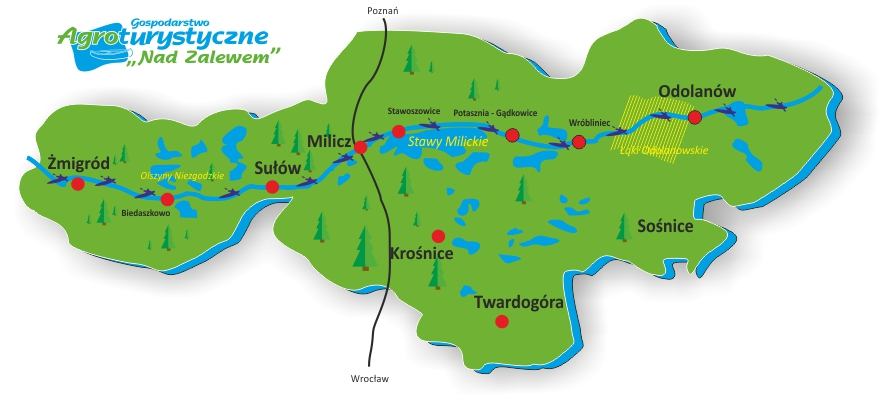 Poznań
Gospodarstwo
Agroturystyczne
„Nad Zalewem”
Odolanów
Stawoszowice
Potasznia - Gądkowice
Wróbliniec
Milicz
Stawy Milickie
Łąki Odolanowskie
Żmigród
Sułów
Olszyny Niezgodzkie
Biedaszkowo
Sośnice
Krośnice
Twardogóra
Wrocław